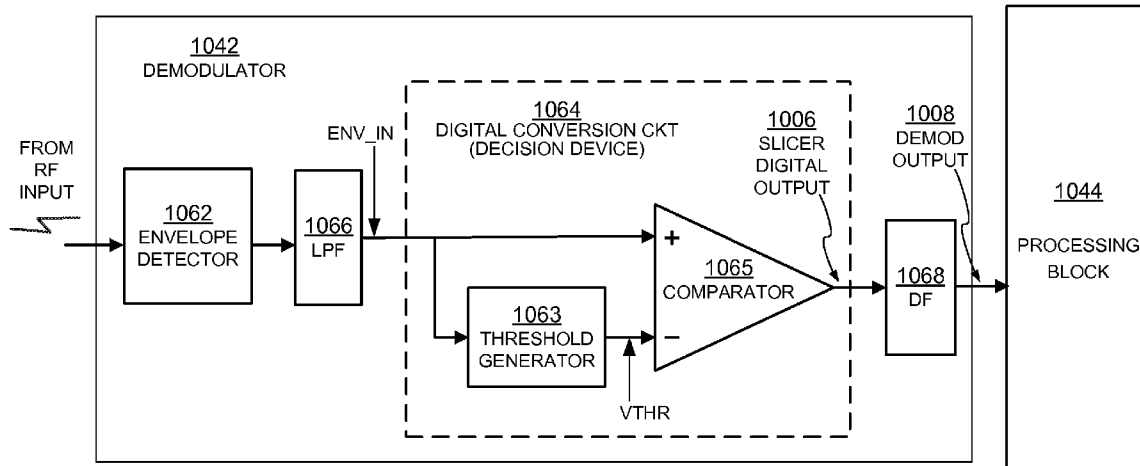 1042
DEMODULATOR
FROM
RF
INPUT
1062
ENVELOPE
DETECTOR
1066
LPF
ENV_IN
1064
DIGITAL CONVERSION CKT
(DECISION DEVICE)
1063
THRESHOLD
GENERATOR
VTHR
+
1065
COMPARATOR
−
1006
SLICER
DIGITAL
OUTPUT
1068
DF
1008
DEMOD
OUTPUT
1044
PROCESSING
BLOCK